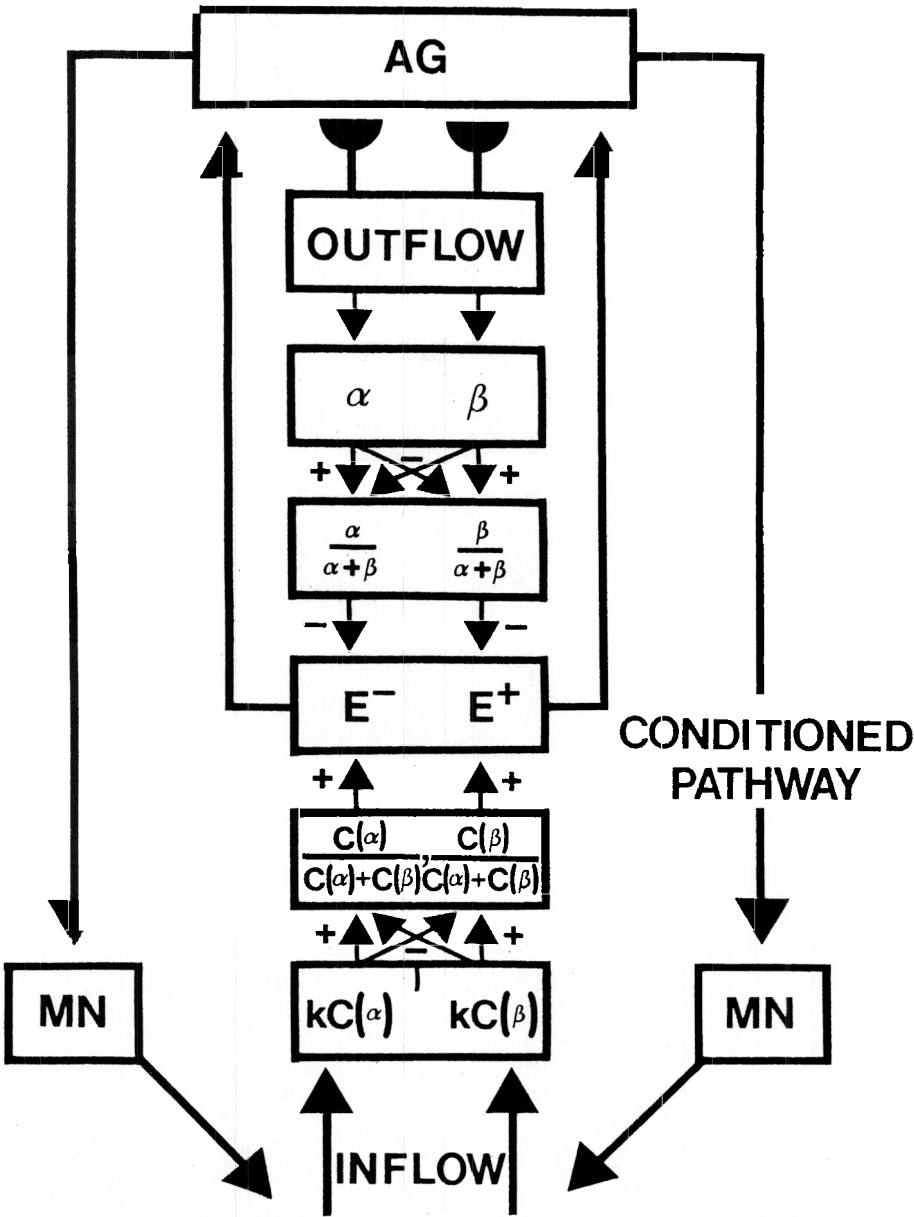 AG
OUTFLOW
α β
+ − +
α/α+β β/α+β
− −
E⁻ E⁺
CONDITIONED
PATHWAY
+ +
C(α)/C(α)+C(β) , C(β)/C(α)+C(β)
+ − +
MN kC(α) , kC(β) MN
INFLOW